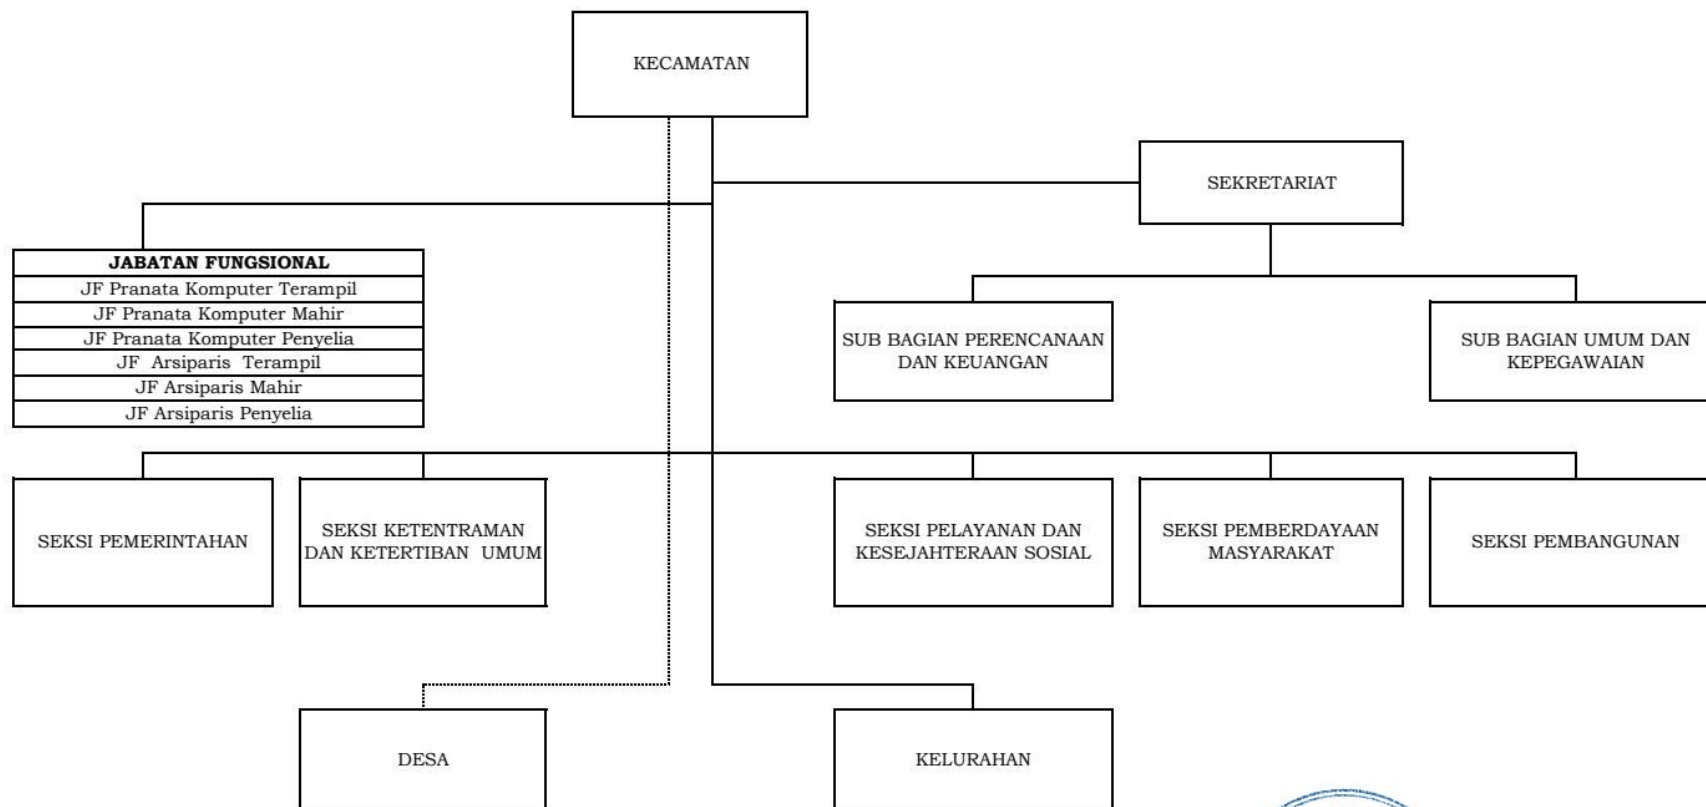 KECAMATAN
SEKRETARIAT
JABATAN FUNGSIONAL
JF Pranata Komputer Terampil
JF Pranata Komputer Mahir
JF Pranata Komputer Penyelia
JF Arsiparis Terampil
JF Arsiparis Mahir
JF Arsiparis Penyelia
SUB BAGIAN PERENCANAAN
DAN KEUANGAN
SUB BAGIAN UMUM DAN
KEPEGAWAIAN
SEKSI PEMERINTAHAN
SEKSI KETENTRAMAN
DAN KETERTIBAN UMUM
SEKSI PELAYANAN DAN
KESEJAHTERAAN SOSIAL
SEKSI PEMBERDAYAAN
MASYARAKAT
SEKSI PEMBANGUNAN
DESA
KELURAHAN